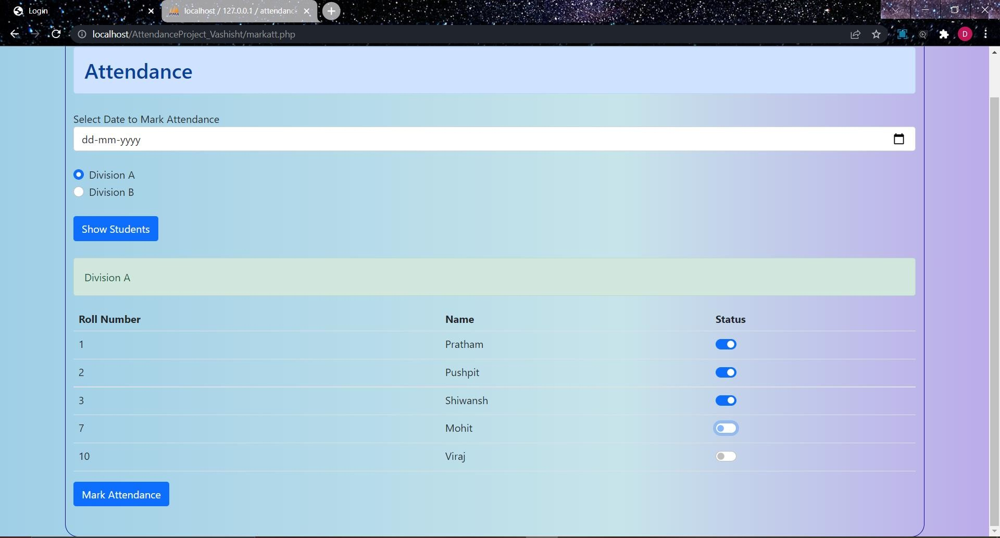 Login
PMA localhost / 127.0.0.1 / attendanc
localhost/AttendanceProject_Vashisht/markatt.php
D
Attendance
Select Date to Mark Attendance
dd-mm-yyyy
Division A
Division B
Show Students
Division A
Roll Number Name Status
1 Pratham
2 Pushpit
3 Shiwansh
7 Mohit
10 Viraj
Mark Attendance